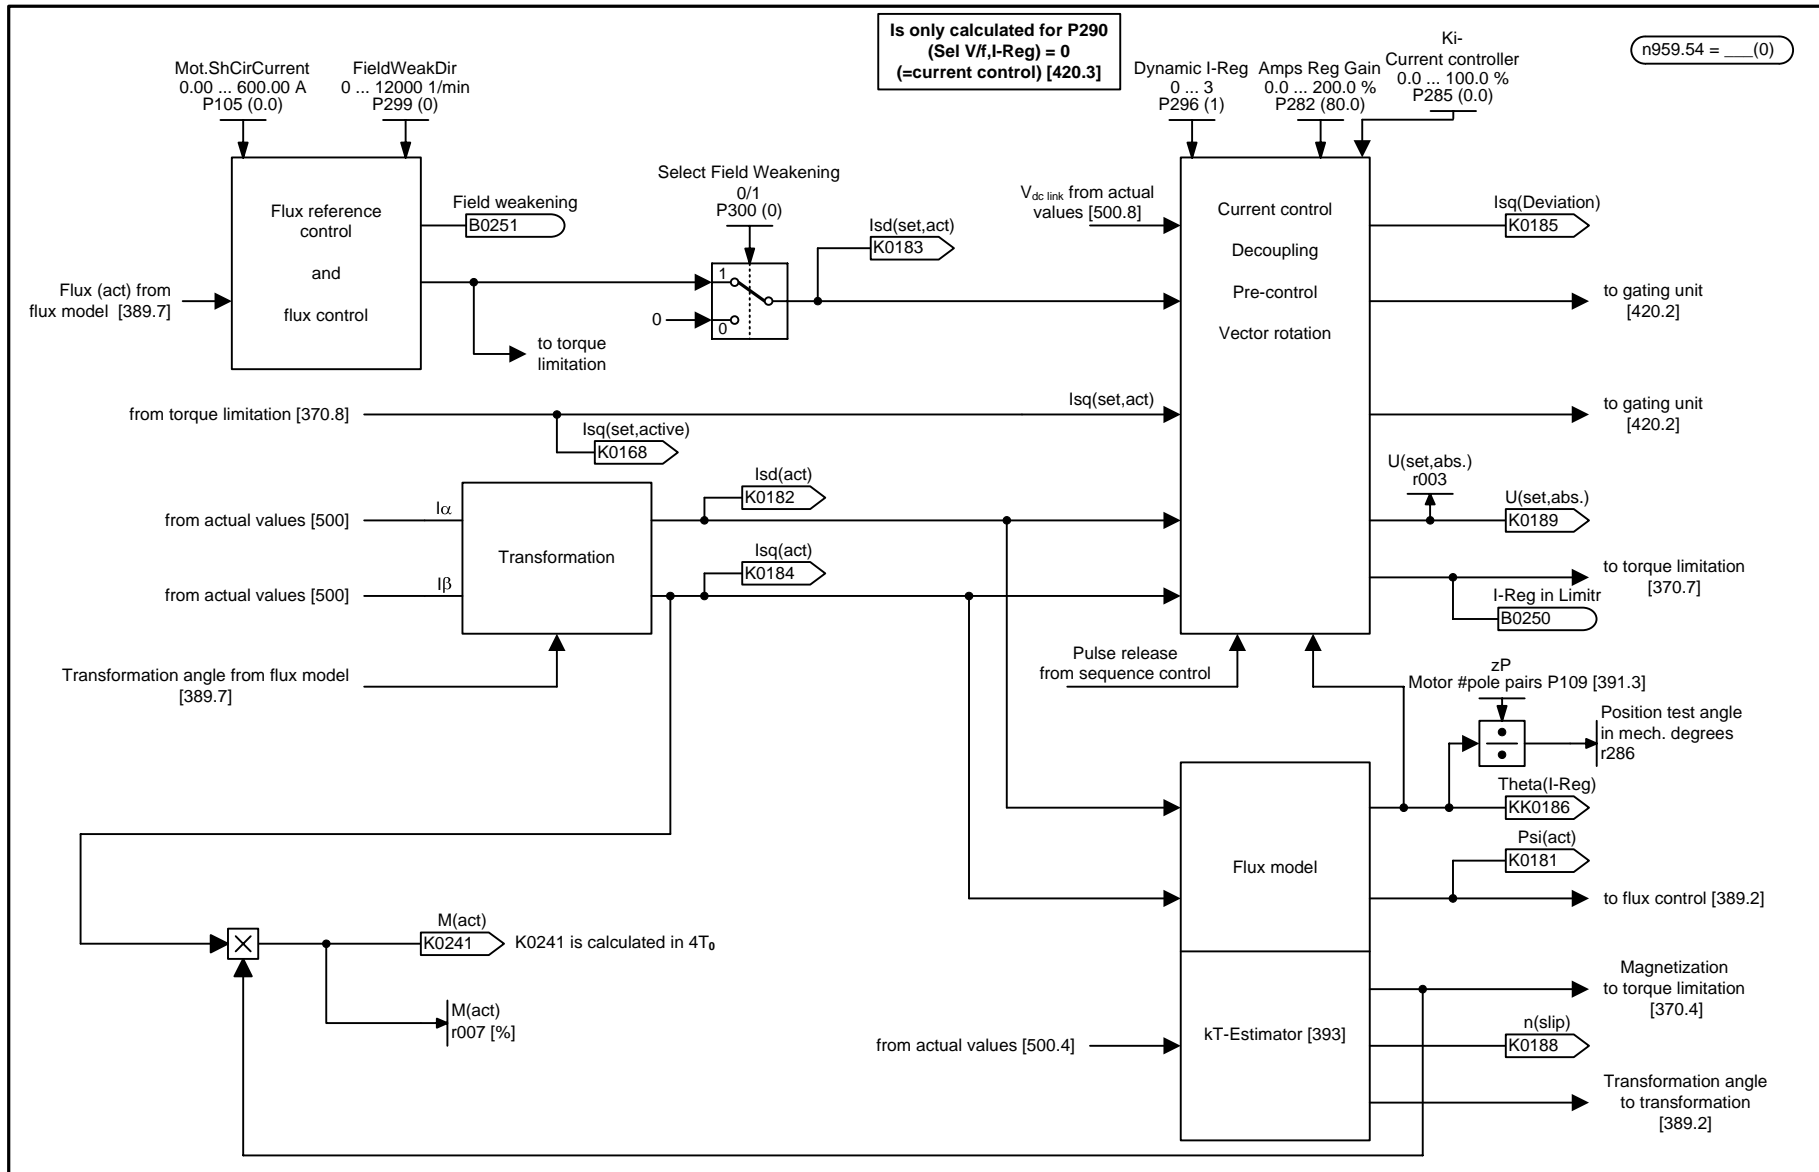 Is only calculated for P290
(Sel V/f,I-Reg) = 0
(=current control) [420.3]
n959.54 = ___(0)
Mot.ShCirCurrent
0.00 ... 600.00 A
P105 (0.0)
FieldWeakDir
0 ... 12000 1/min
P299 (0)
Dynamic I-Reg
0 ... 3
P296 (1)
Amps Reg Gain
0.0 ... 200.0 %
P282 (80.0)
Ki-
Current controller
0.0 ... 100.0 %
P285 (0.0)
Flux reference
control
and
flux control
Field weakening
B0251
Flux (act) from
flux model [389.7]
to torque
limitation
Select Field Weakening
0/1
P300 (0)
1
0
0
Isd(set,act)
K0183
Vdc link from actual
values [500.8]
Current control
Decoupling
Pre-control
Vector rotation
Isq(Deviation)
K0185
to gating unit
[420.2]
from torque limitation [370.8]
Isq(set,active)
K0168
Isq(set,act)
to gating unit
[420.2]
U(set,abs.)
r003
U(set,abs.)
K0189
from actual values [500]
Iα
from actual values [500]
Iβ
Transformation
Isd(act)
K0182
Isq(act)
K0184
to torque limitation
[370.7]
I-Reg in Limitr
B0250
Transformation angle from flux model
[389.7]
Pulse release
from sequence control
zP
Motor #pole pairs P109 [391.3]
Position test angle
in mech. degrees
r286
Theta(I-Reg)
KK0186
Flux model
Psi(act)
K0181
to flux control [389.2]
M(act)
K0241
K0241 is calculated in 4T₀
M(act)
r007 [%]
from actual values [500.4]
kT-Estimator [393]
Magnetization
to torque limitation
[370.4]
n(slip)
K0188
Transformation angle
to transformation
[389.2]